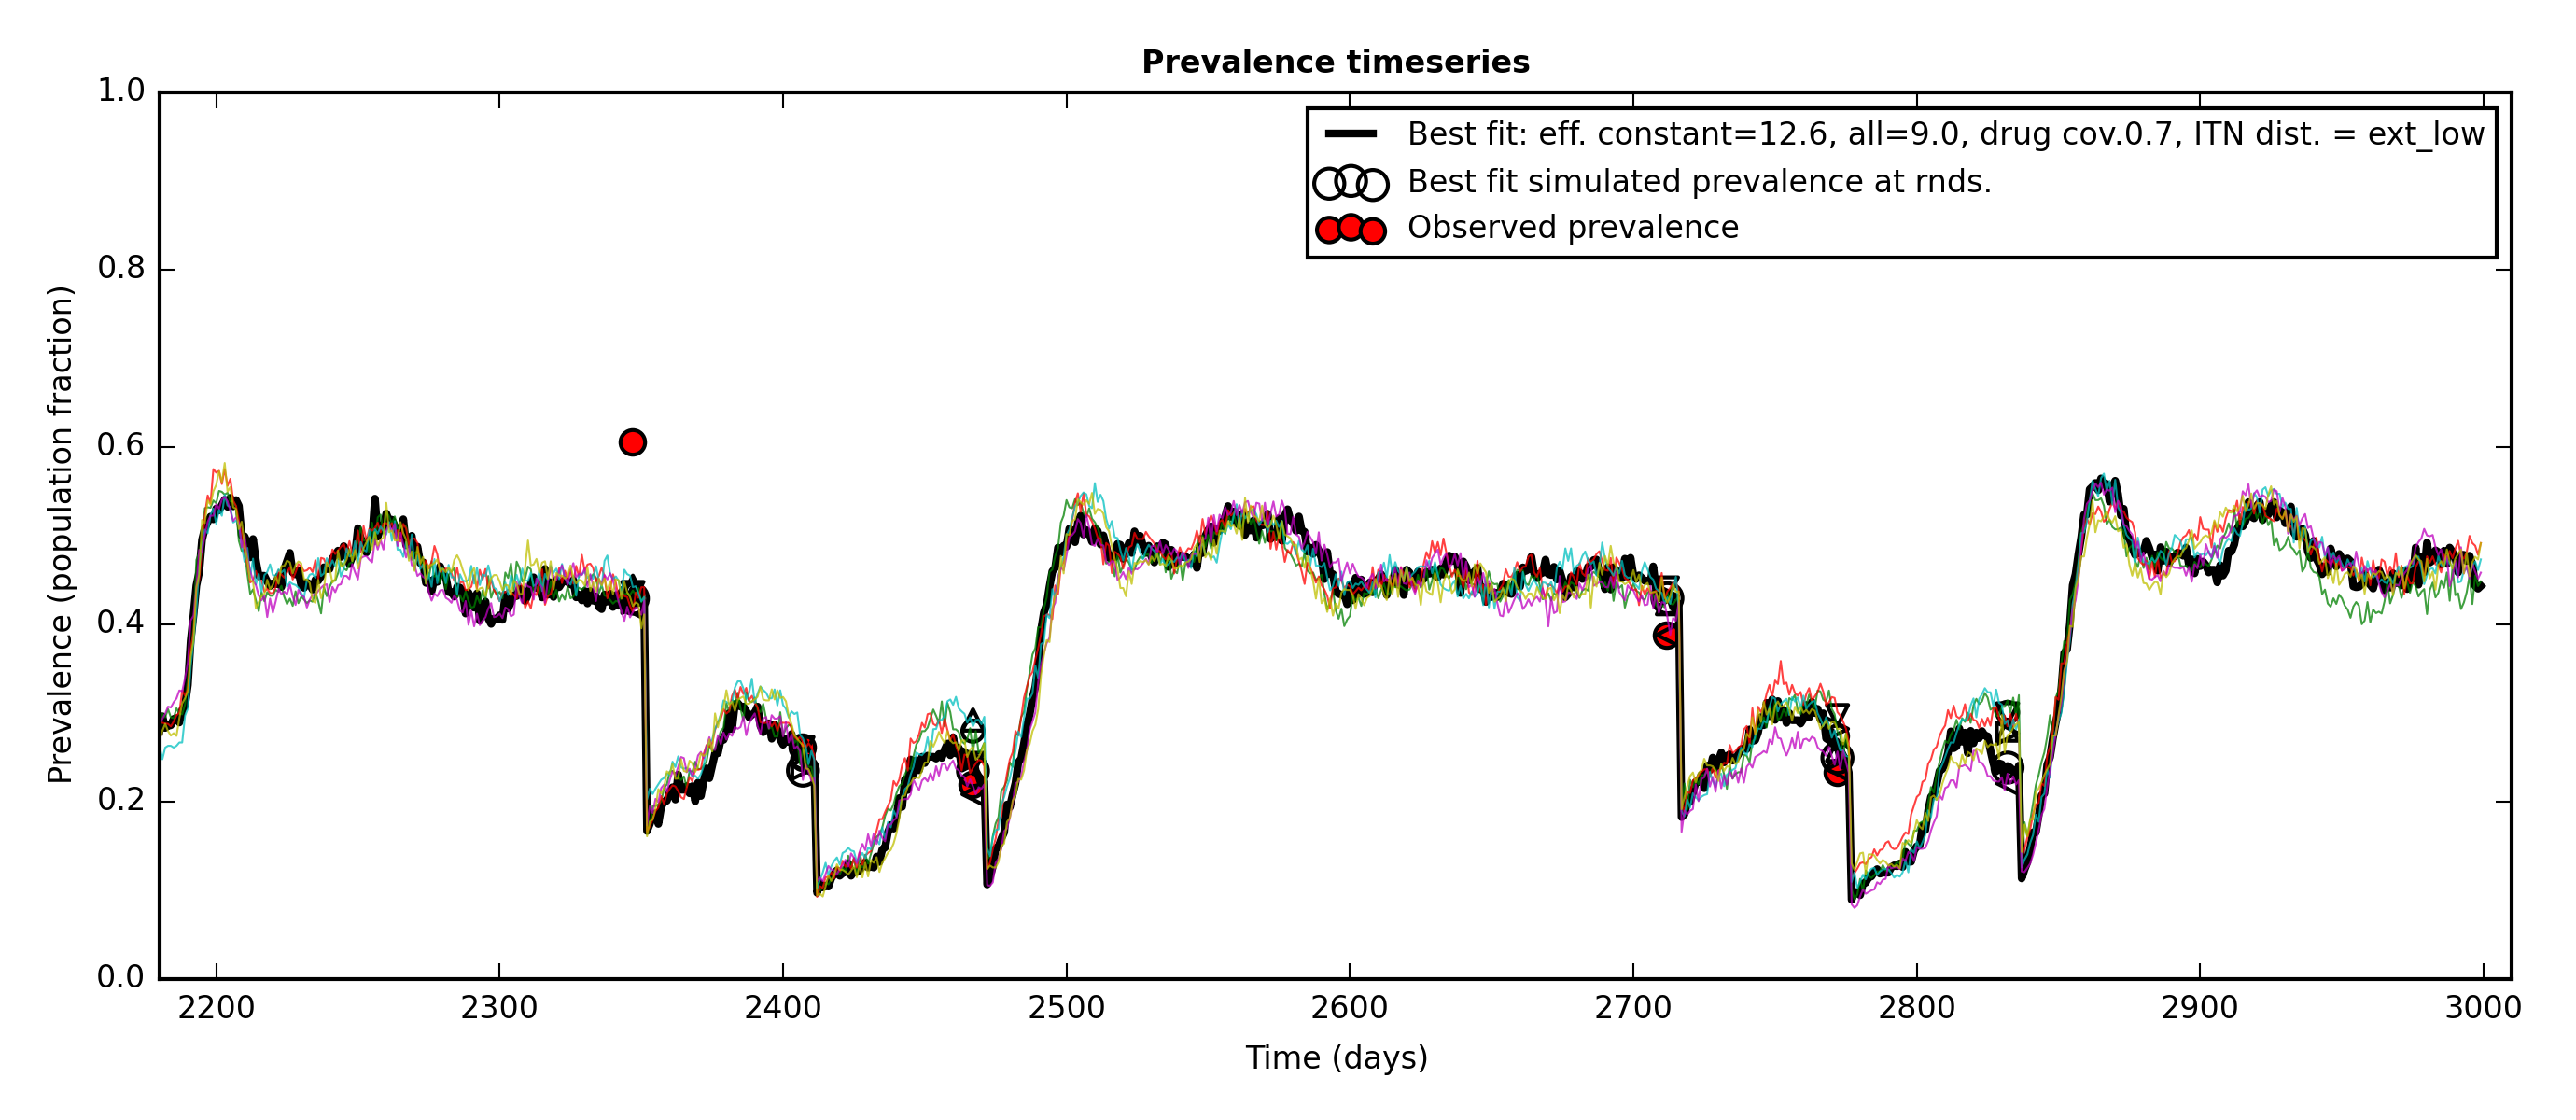 Prevalence timeseries
Best fit: eff. constant=12.6, all=9.0, drug cov.0.7, ITN dist. = ext_low
Best fit simulated prevalence at rnds.
Observed prevalence
Prevalence (population fraction)
1.0
0.8
0.6
0.4
0.2
0.0
2200 2300 2400 2500 2600 2700 2800 2900 3000
Time (days)